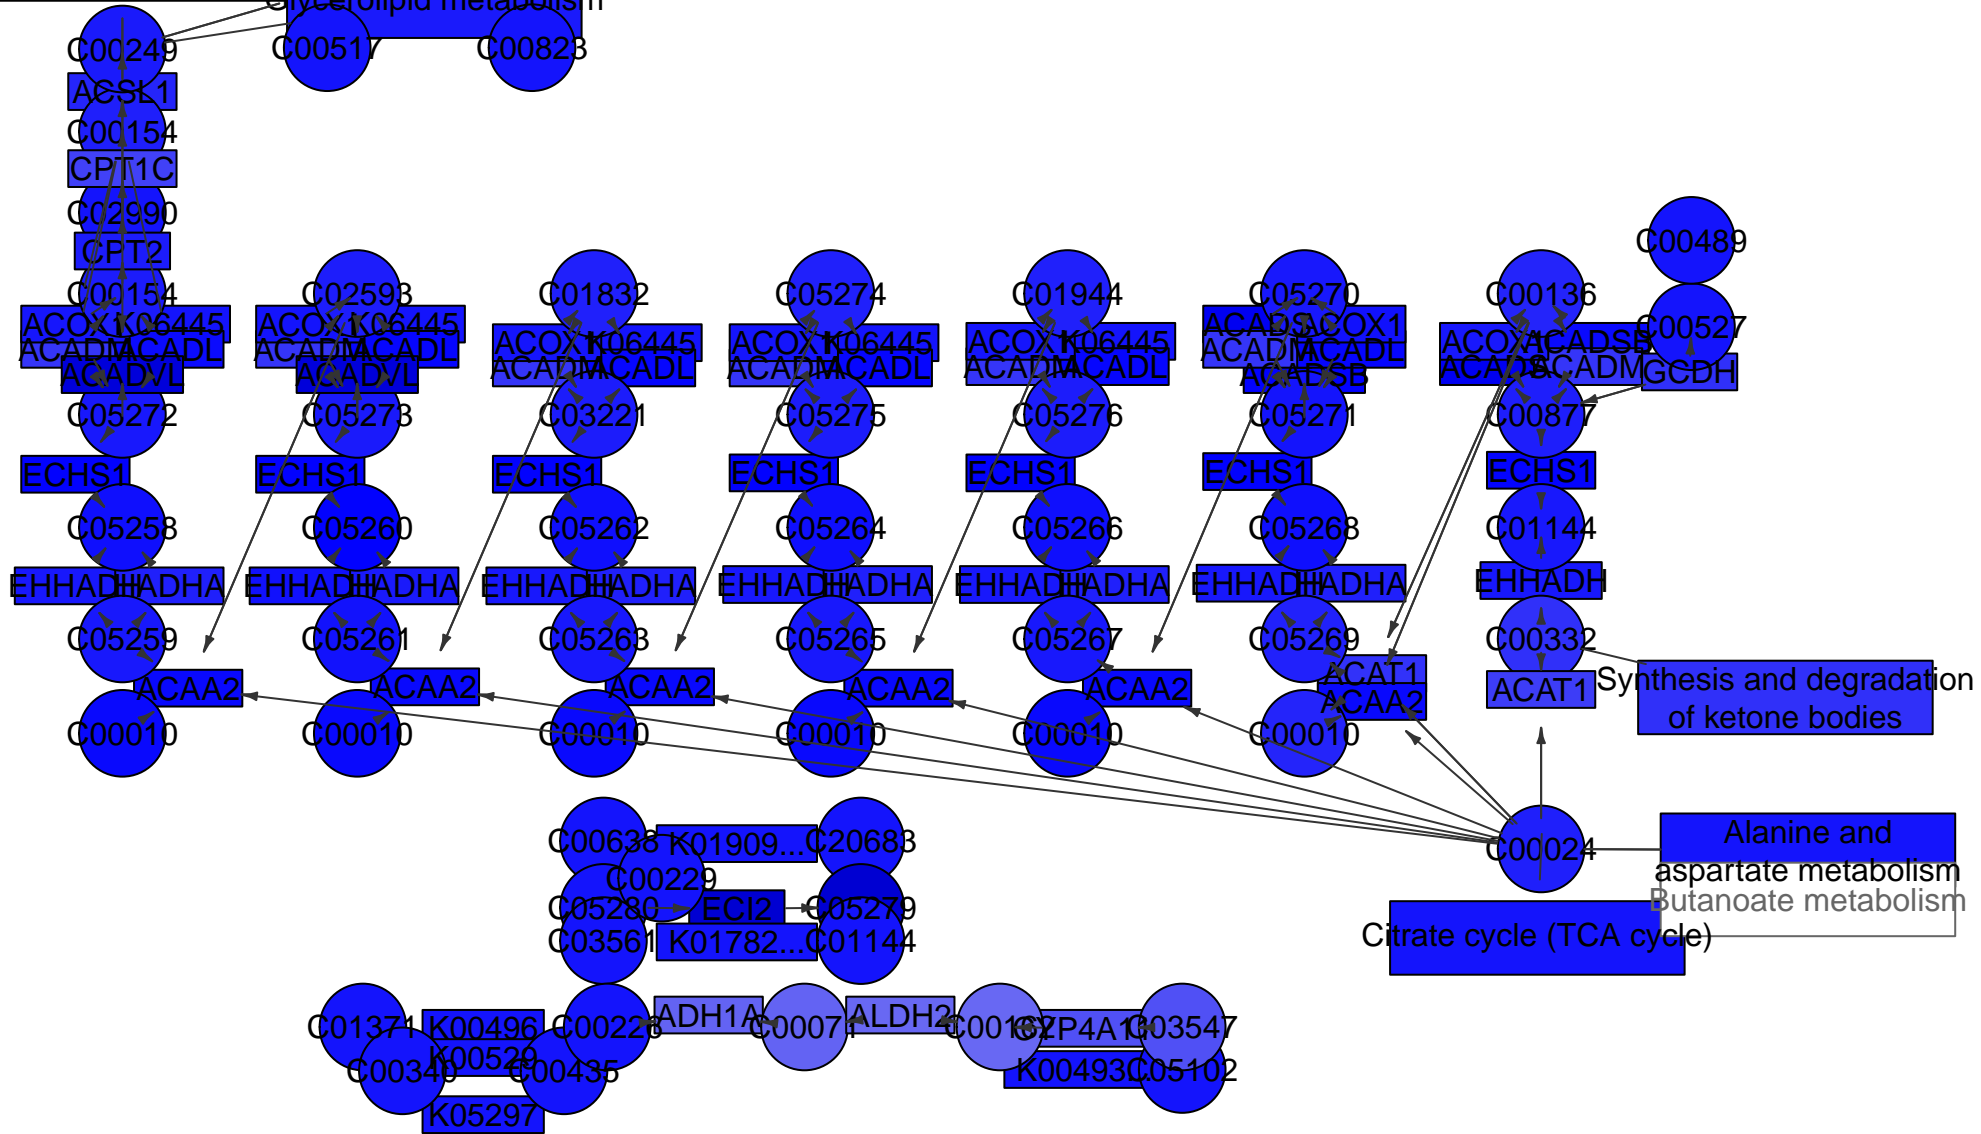 Glycerolipid metabolism
C00249
C00517
C00823
ACSL1
C00154
CPT1C
C02990
CPT2
C00489
C00154
C02593
C01832
C05274
C01944
C05270
C00136
C00527
ACOX1
K06445
ACOX1
K06445
ACOX1
K06445
ACOX1
K06445
ACOX1
K06445
ACADS
ACOX1
ACOX1
ACADSB
ACADM
ACADL
ACADM
ACADL
ACADM
ACADL
ACADM
ACADL
ACADM
ACADL
ACADM
ACADL
ACADS
ACADM
GCDH
ACADVL
ACADVL
ACADSB
C05272
C05273
C03221
C05275
C05276
C05271
C00877
ECHS1
ECHS1
ECHS1
ECHS1
ECHS1
ECHS1
ECHS1
C05258
C05260
C05262
C05264
C05266
C05268
C01144
EHHADH
HADHA
EHHADH
HADHA
EHHADH
HADHA
EHHADH
HADHA
EHHADH
HADHA
EHHADH
HADHA
EHHADH
C05259
C05261
C05263
C05265
C05267
C05269
C00332
ACAA2
ACAA2
ACAA2
ACAA2
ACAA2
ACAT1
ACAA2
ACAT1
Synthesis and degradation
of ketone bodies
C00010
C00010
C00010
C00010
C00010
C00010
C00638
K01909...
C20683
C00024
Alanine and
aspartate metabolism
Butanoate metabolism
C00229
C05280
ECI2
C05279
C03561
K01782...
C01144
Citrate cycle (TCA cycle)
C01371
K00496
C00226
ADH1A
C00071
ALDH2
C00162
CYP4A11
C03547
K00529
C00340
C00435
K00493...
C05102
K05297